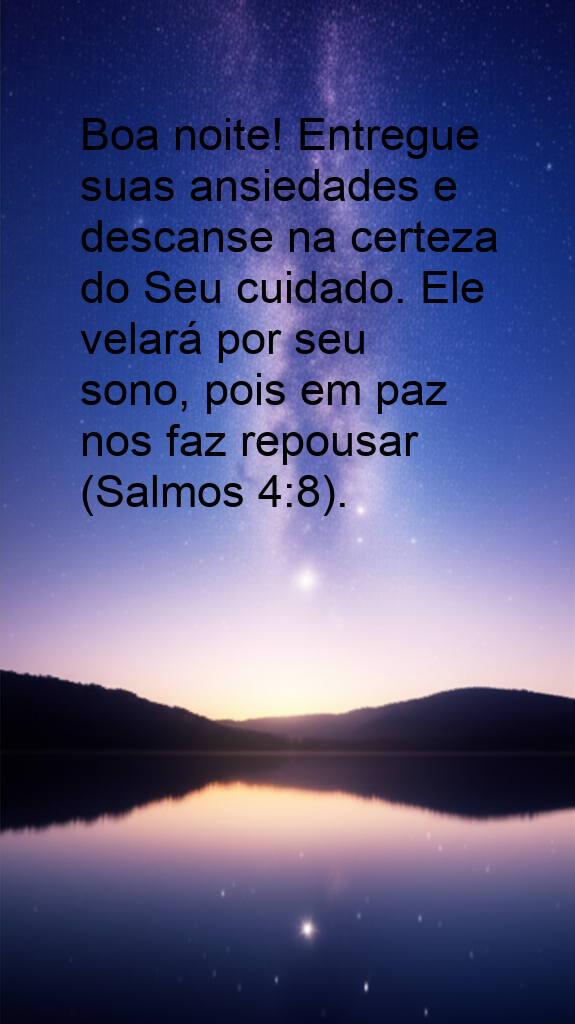 Boa noite! Entregue
suas ansiedades e
descanse na certeza
do Seu cuidado. Ele
velará por seu
sono, pois em paz
nos faz repousar
(Salmos 4:8).